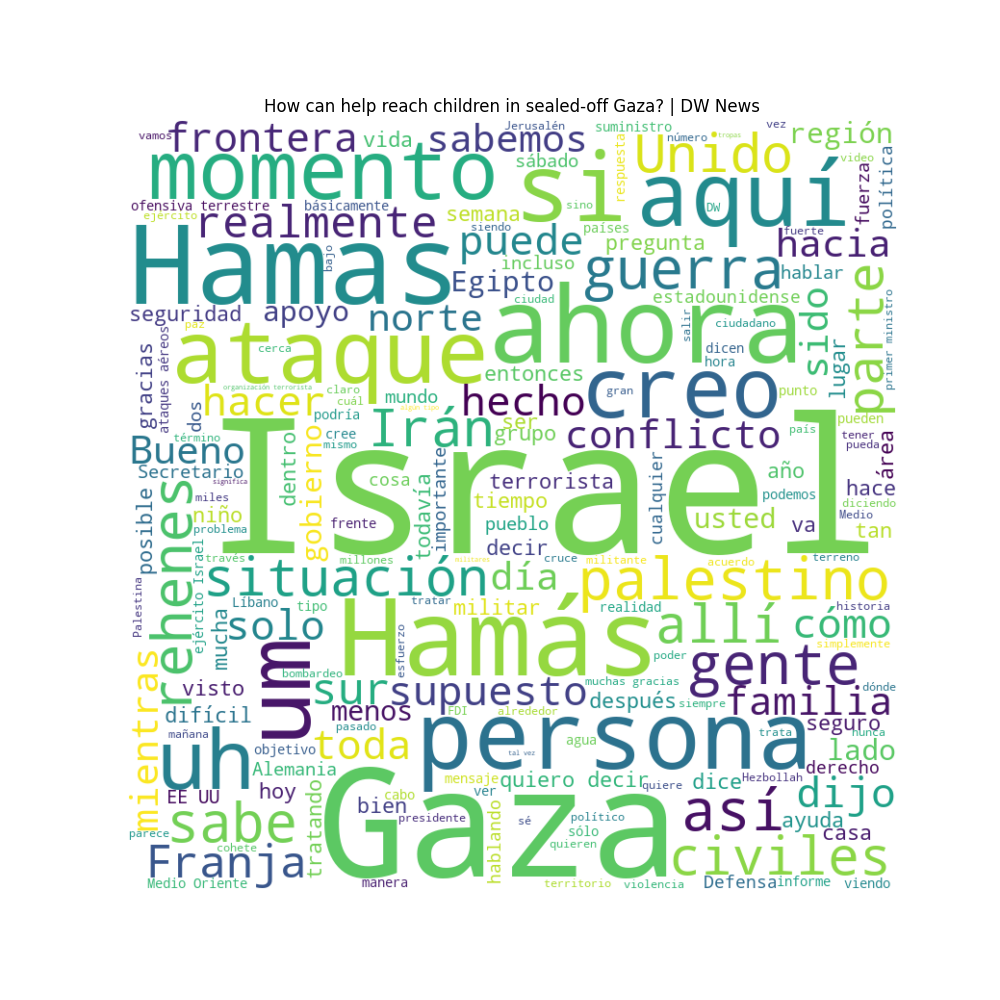 How can help reach children in sealed-off Gaza? | DW News
vamos
frontera
vida
sabemos
Jerusalén
suministro
respuesta
número
tropas
vez
región
momento
sábado
si
Unido
video
fuerza
política
ofensiva terrestre
básicamente
ejército
realmente
semana
siendo
sino
países
DW
aquí
fuerte
hacia
Hamas
bajo
puede
pregunta
incluso
Egipto
guerra
hablar
seguridad
apoyo
norte
ciudad
ahora
estadounidense
salir
ciudadano
sido
parte
primer ministro
paz
ataque
cerca
entonces
dicen
hora
lugar
gracias
ataques aéreos
dos
organización terrorista
claro
cuál
mundo
algún tipo
hacer
podría
hecho
creo
gran
punto
pueden
Bueno
término
cree
mismo
Irán
ser
grupo
conflicto
país
tener
pueda
área
Secretario
significa
dentro
cosa
importante
terrorista
cualquier
año
hace
posible
miles
niño
problema
gobierno
frente
todavía
tiempo
pueblo
podemos
diciendo
Medio
usted
va
tan
Israel
decir
rehenes
través
millones
militares
cruce
militante
acuerdo
terreno
situación
día
palestino
Palestina
ejército Israel
Líbano
tipo
tratar
militar
realidad
historia
mucha
solo
Hamás
allí
cómo
simplemente
um
esfuerzo
poder
gente
bombardeo
muchas gracias
dónde
mientras
visto
sur
supuesto
después
siempre
familia
difícil
menos
FDI
alrededor
seguro
mañana
uh
objetivo
pasado
persona
trata
nunca
toda
agua
tal vez
lado
Alemania
mensaje
quiero decir
dice
Hezbollah
derecho
EE UU
hoy
cabo
ver
quiere
dijo
parece
sabe
tratando
bien
presidente
hablando
sé
político
sólo
así
ayuda
casa
cohete
quieren
Franja
Gaza
civiles
Medio Oriente
manera
territorio
violencia
Defensa
informe
viendo